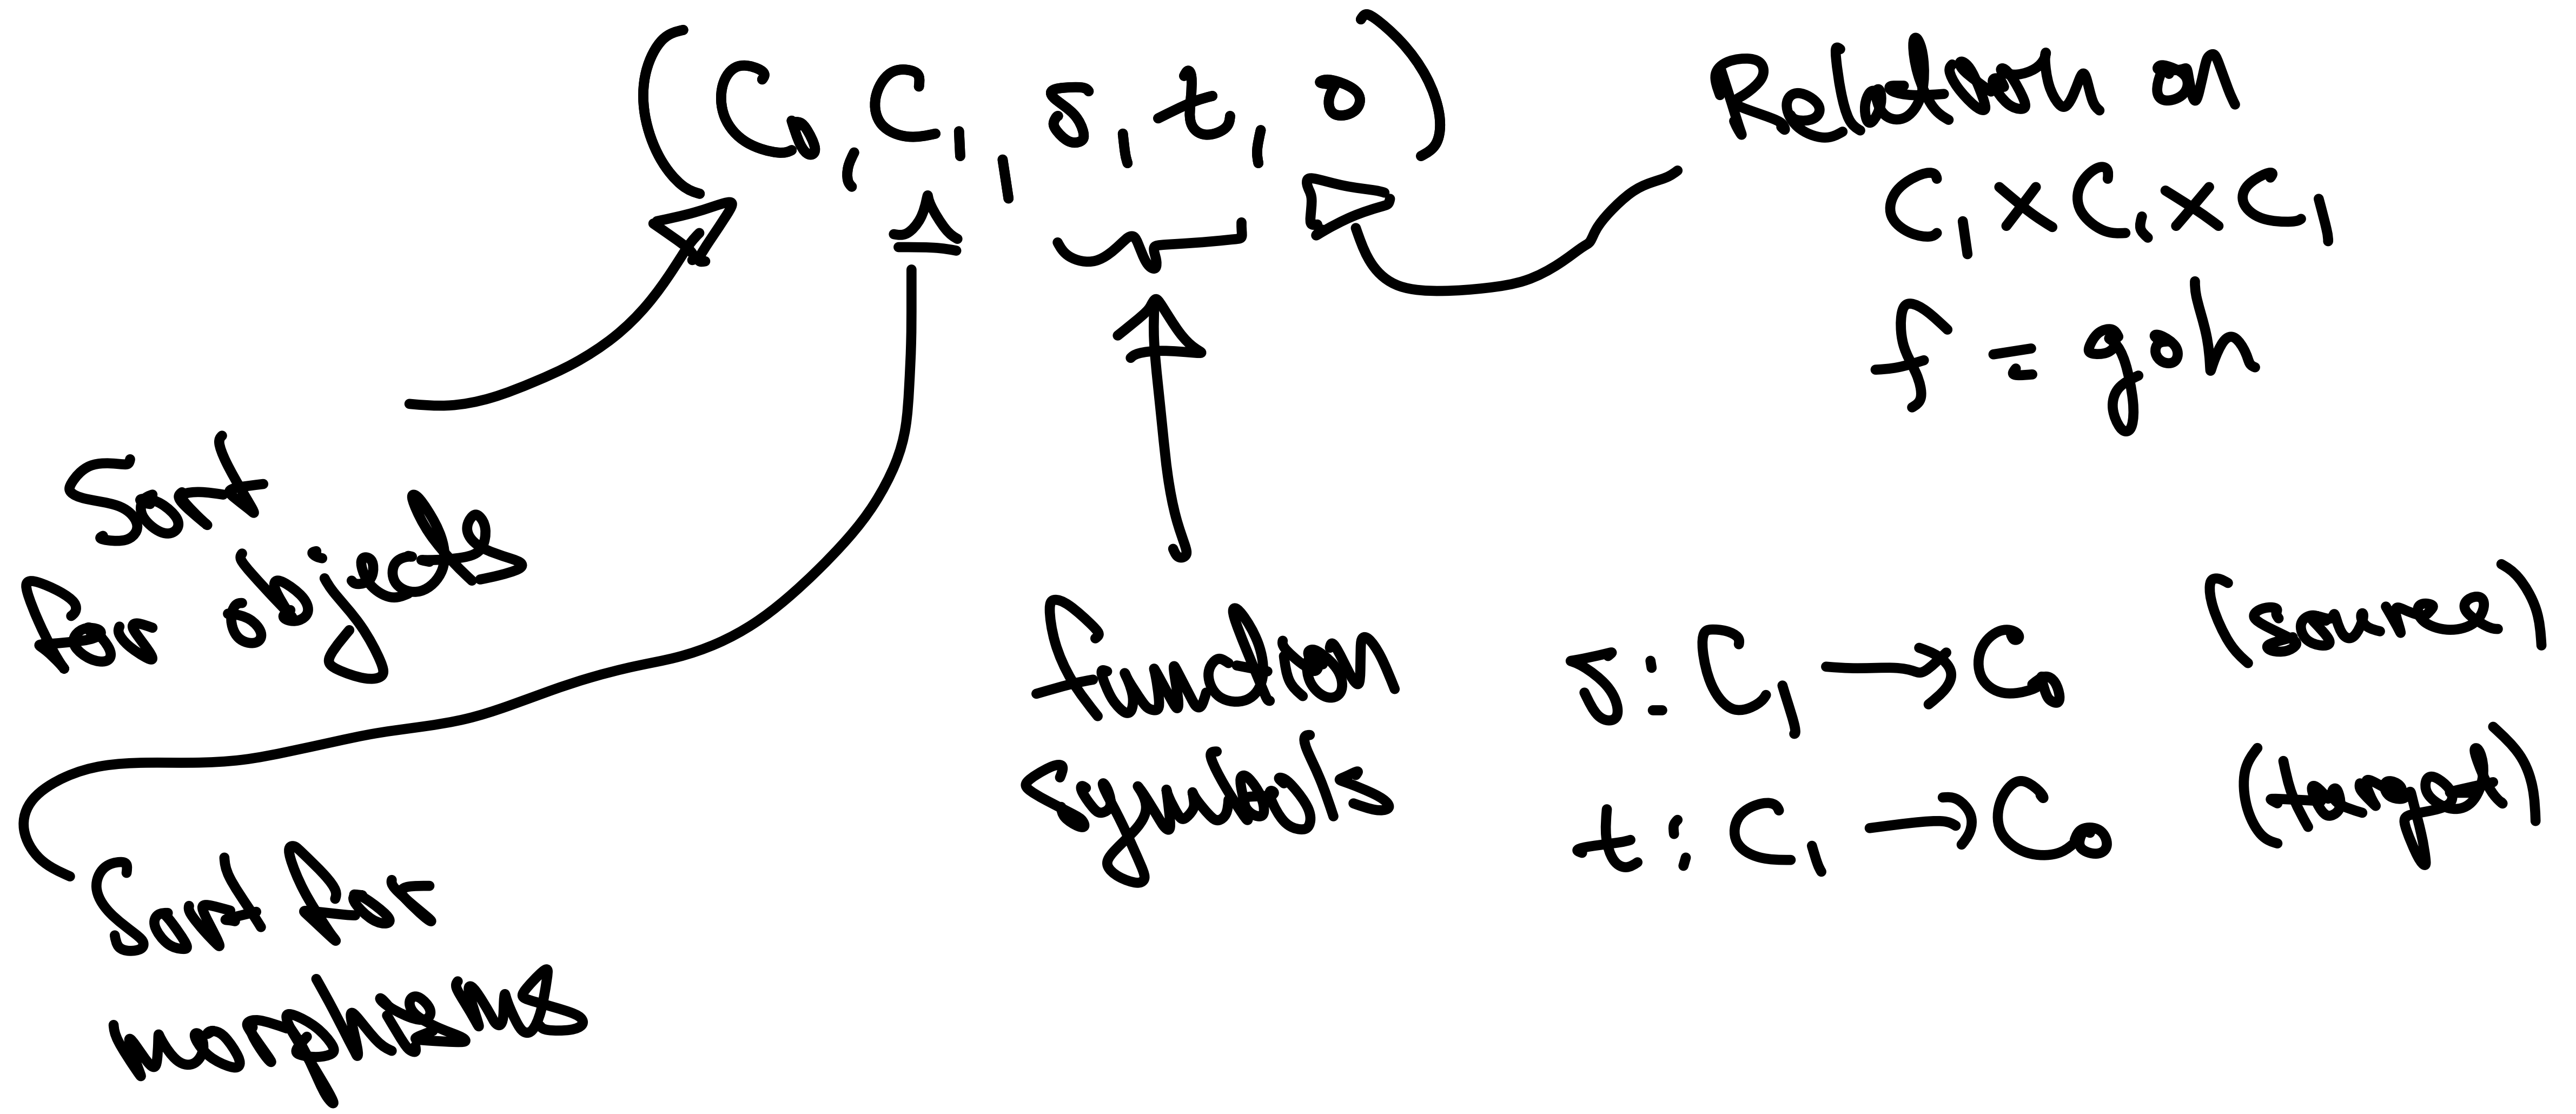 (C₀, C₁, s, t, ∘)
Relation on
C₁ × C₁ × C₁
f = g∘h
Sort
for objects
Sort for
morphisms
function
symbols
s : C₁ → C₀ (source)
t : C₁ → C₀ (target)